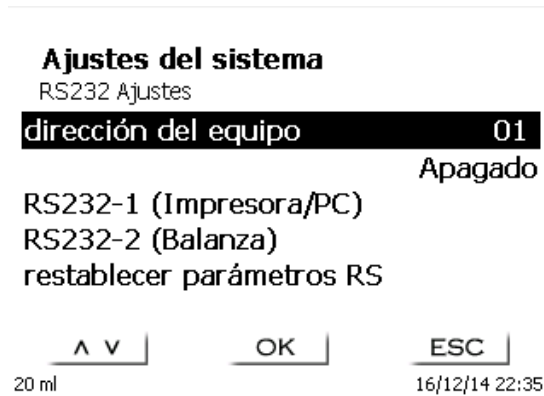 Ajustes del sistema
RS232 Ajustes
dirección del equipo 01
Apagado
RS232-1 (Impresora/PC)
RS232-2 (Balanza)
restablecer parámetros RS
∧ ∨ OK ESC
20 ml 16/12/14 22:35